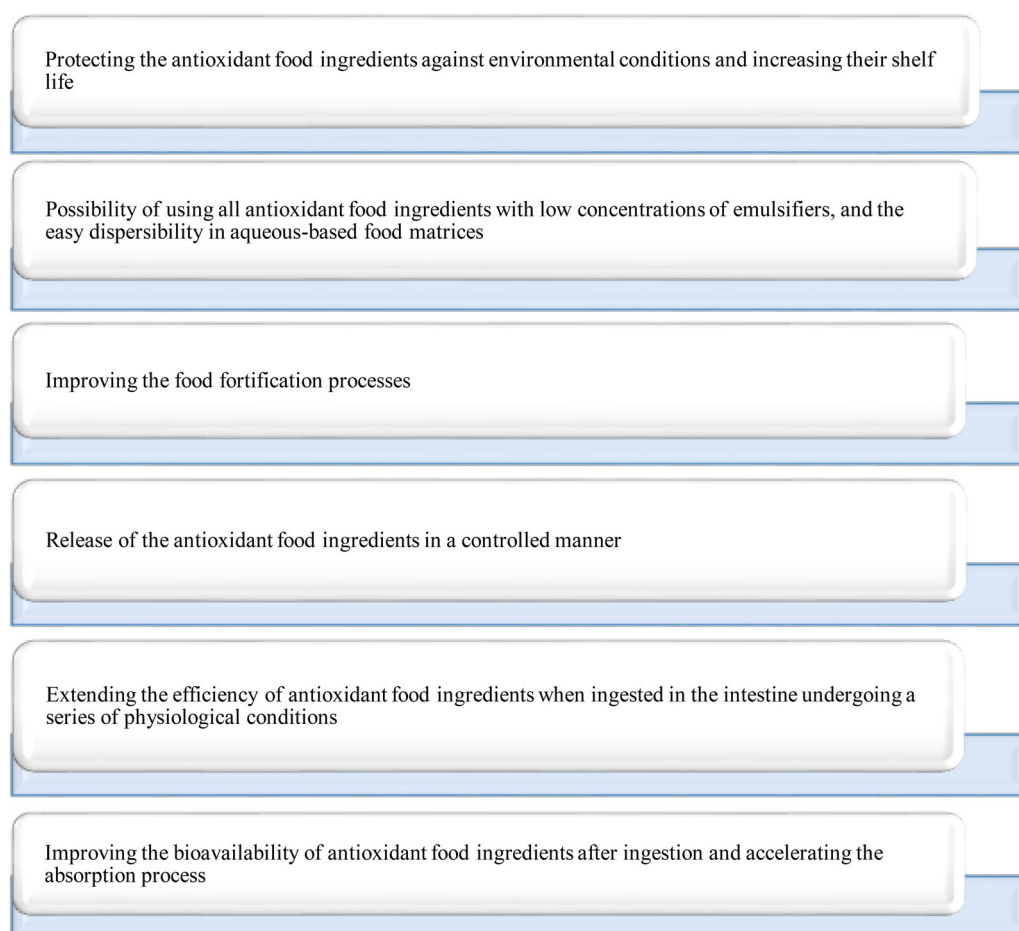 Protecting the antioxidant food ingredients against environmental conditions and increasing their shelf
life
Possibility of using all antioxidant food ingredients with low concentrations of emulsifiers, and the
easy dispersibility in aqueous-based food matrices
Improving the food fortification processes
Release of the antioxidant food ingredients in a controlled manner
Extending the efficiency of antioxidant food ingredients when ingested in the intestine undergoing a
series of physiological conditions
Improving the bioavailability of antioxidant food ingredients after ingestion and accelerating the
absorption process